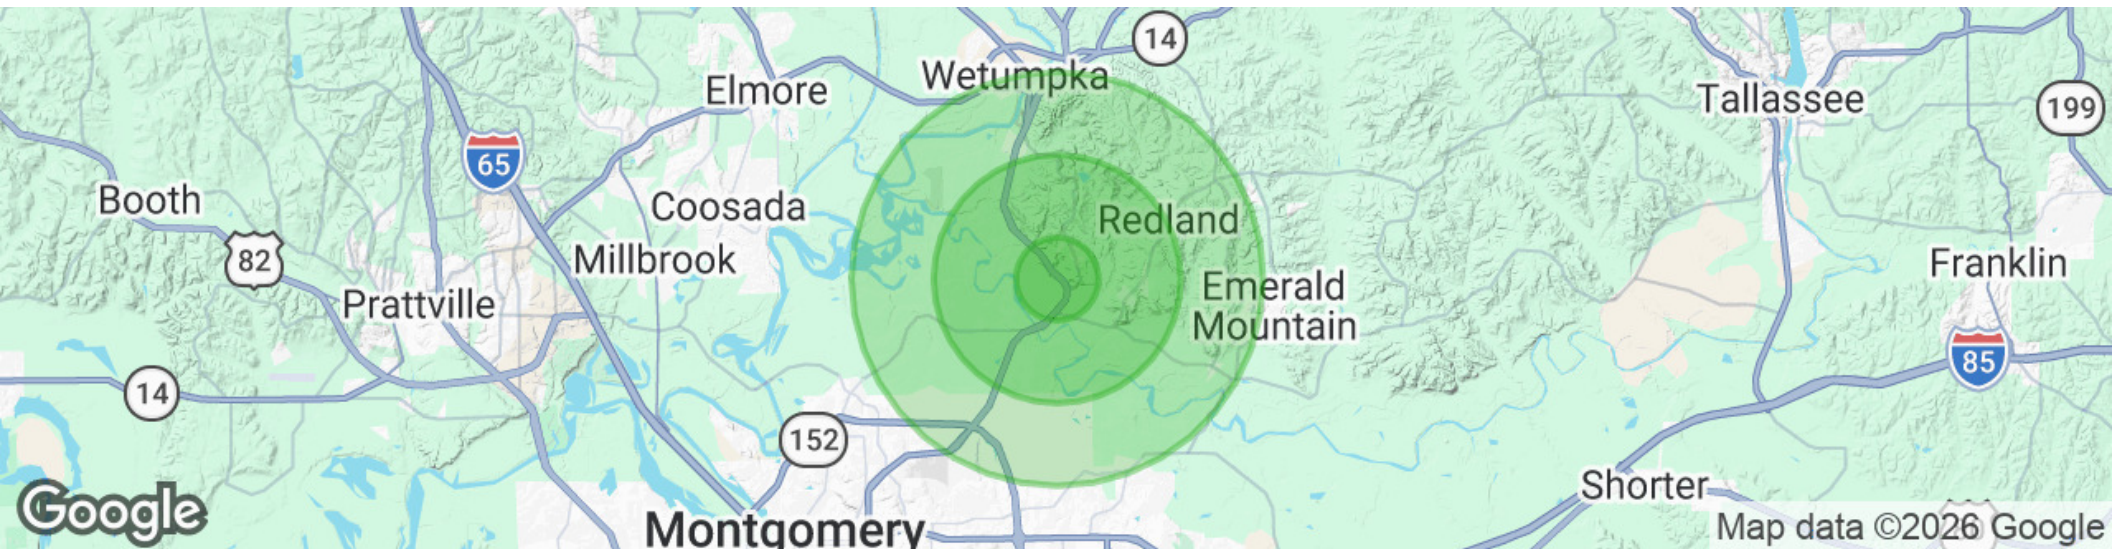 14
Wetumpka
Elmore
Tallassee
199
65
Booth
Coosada
Redland
82
Millbrook
Franklin
Emerald
Mountain
Prattville
85
14
152
Shorter
Google
Montgomery
Map data ©2026 Google